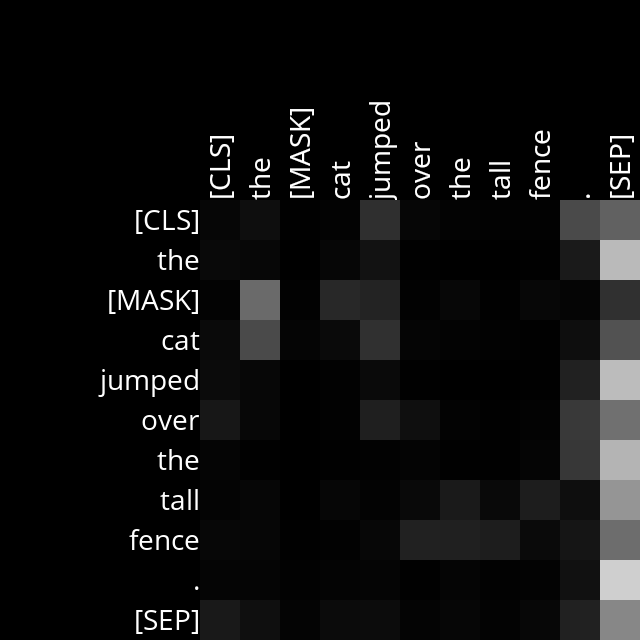 [CLS] the [MASK] cat jumped over the tall fence . [SEP]
[CLS]
the
[MASK]
cat
jumped
over
the
tall
fence
.
[SEP]